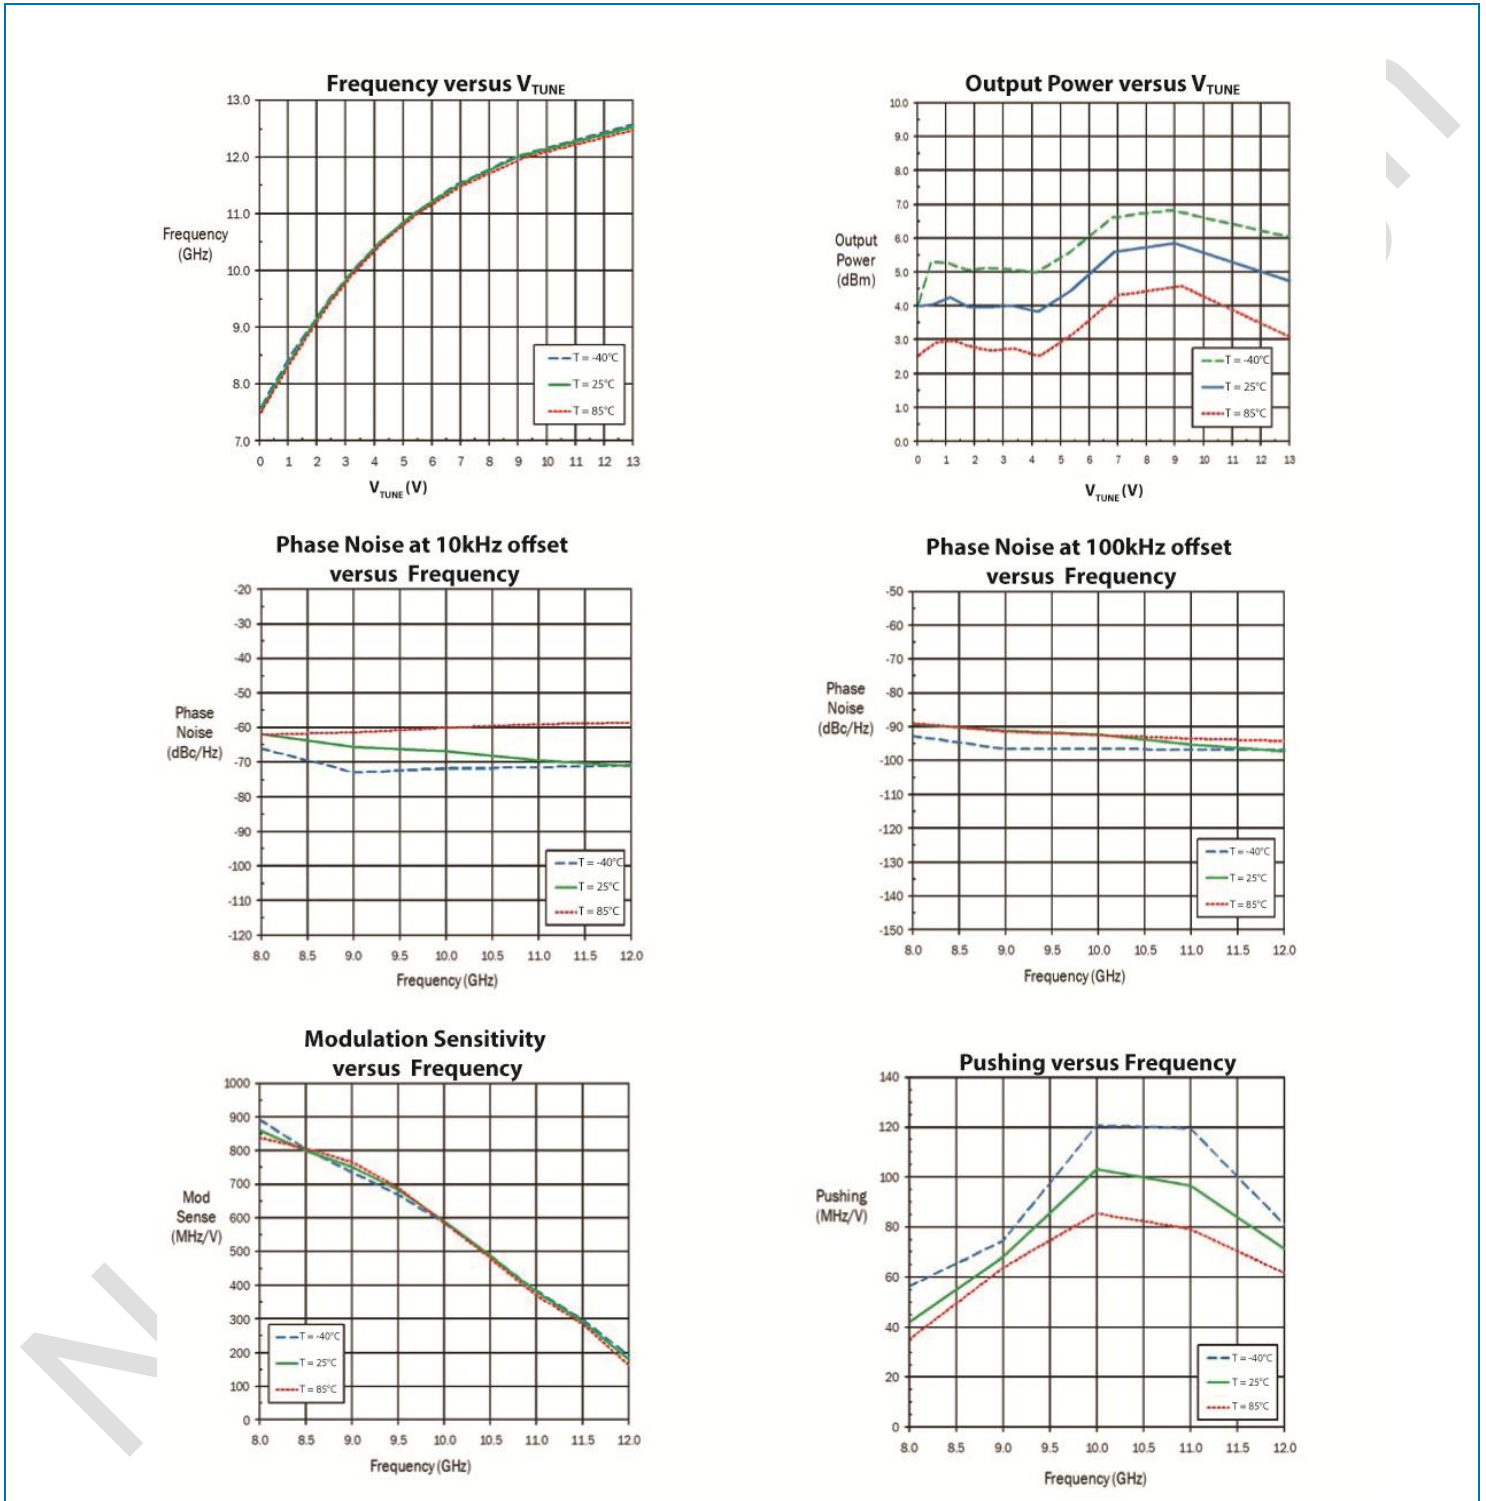 Frequency versus VTUNE
13.0
12.0
11.0
10.0
9.0
8.0
7.0
Frequency
(GHz)
T = -40°C
T = 25°C
T = 85°C
0 1 2 3 4 5 6 7 8 9 10 11 12 13
VTUNE (V)
Output Power versus VTUNE
10.0
9.0
8.0
7.0
6.0
5.0
4.0
3.0
2.0
1.0
0.0
Output
Power
(dBm)
T = -40°C
T = 25°C
T = 85°C
0 1 2 3 4 5 6 7 8 9 10 11 12 13
VTUNE (V)
Phase Noise at 10kHz offset
versus Frequency
-20
-30
-40
-50
-60
-70
-80
-90
-100
-110
-120
Phase
Noise
(dBc/Hz)
T = -40°C
T = 25°C
T = 85°C
8.0 8.5 9.0 9.5 10.0 10.5 11.0 11.5 12.0
Frequency (GHz)
Phase Noise at 100kHz offset
versus Frequency
-50
-60
-70
-80
-90
-100
-110
-120
-130
-140
-150
Phase
Noise
(dBc/Hz)
T = -40°C
T = 25°C
T = 85°C
8.0 8.5 9.0 9.5 10.0 10.5 11.0 11.5 12.0
Frequency (GHz)
Modulation Sensitivity
versus Frequency
1000
900
800
700
600
500
400
300
200
100
0
Mod
Sense
(MHz/V)
T = -40°C
T = 25°C
T = 85°C
8.0 8.5 9.0 9.5 10.0 10.5 11.0 11.5 12.0
Frequency (GHz)
Pushing versus Frequency
140
120
100
80
60
40
20
0
Pushing
(MHz/V)
T = -40°C
T = 25°C
T = 85°C
8.0 8.5 9.0 9.5 10.0 10.5 11.0 11.5 12.0
Frequency (GHz)